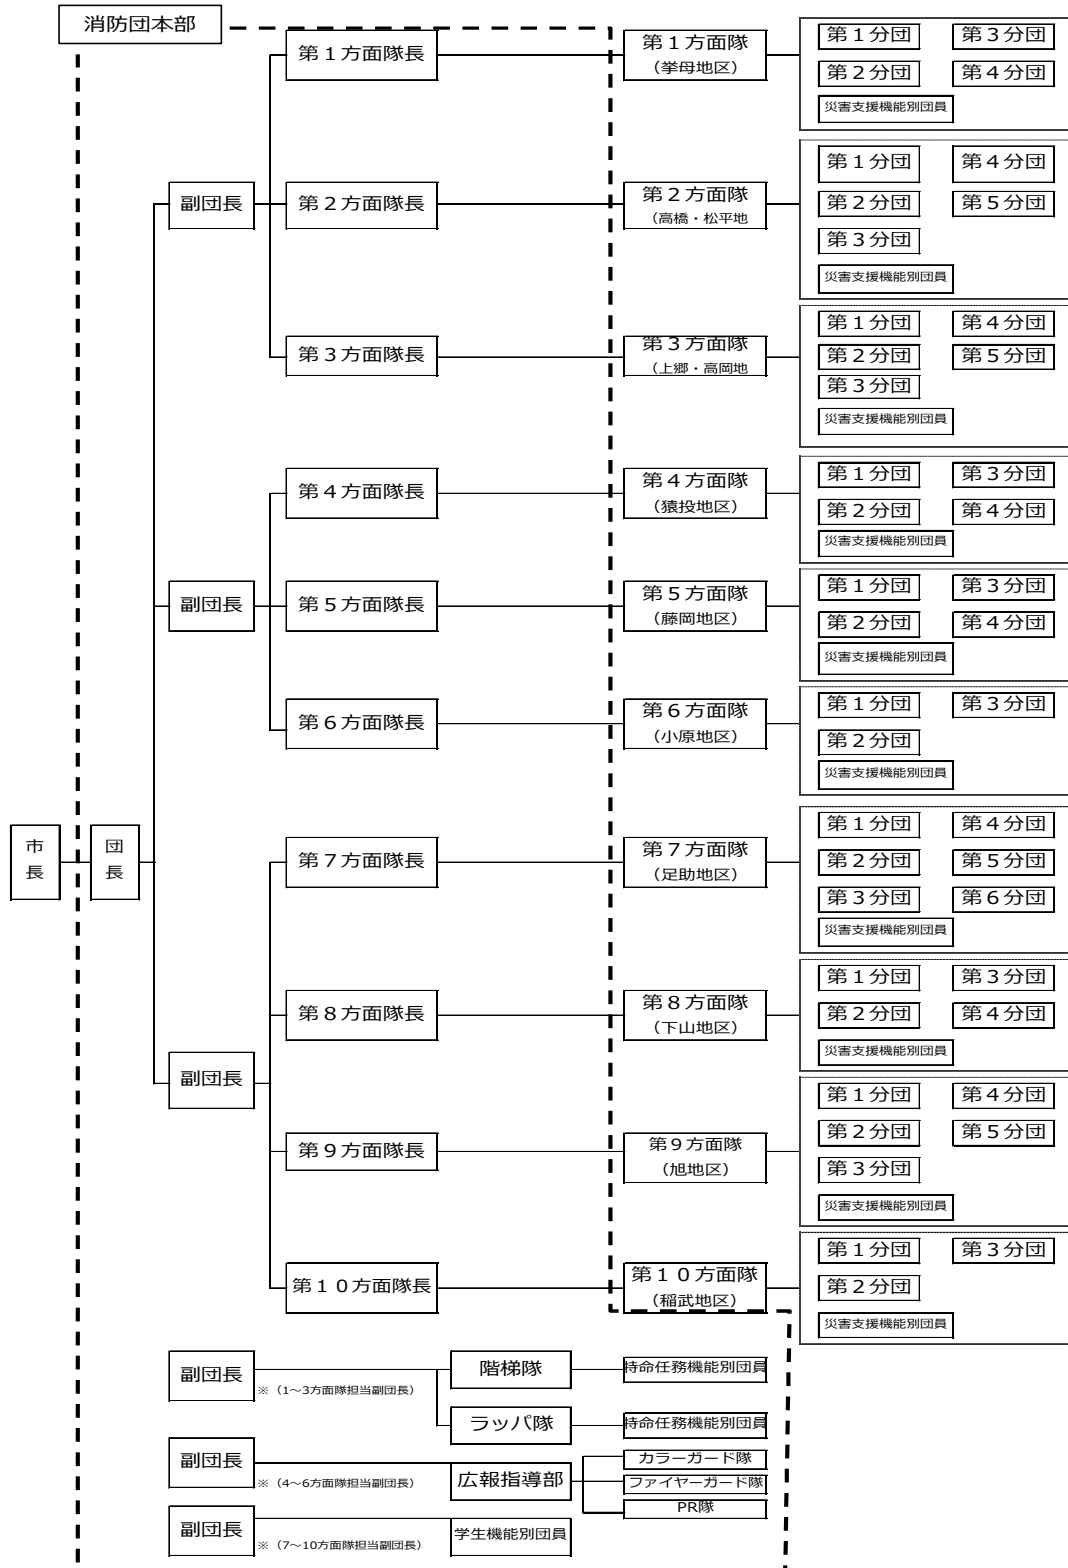 消防団本部
第１方面隊長
第１方面隊
（挙母地区）
第１分団
第３分団
第２分団
第４分団
災害支援機能別団員
副団長
第２方面隊長
第２方面隊
（高橋・松平地
第１分団
第４分団
第２分団
第５分団
第３分団
災害支援機能別団員
第３方面隊長
第３方面隊
（上郷・高岡地
第１分団
第４分団
第２分団
第５分団
第３分団
災害支援機能別団員
第４方面隊長
第４方面隊
（猿投地区）
第１分団
第３分団
第２分団
第４分団
災害支援機能別団員
副団長
第５方面隊長
第５方面隊
（藤岡地区）
第１分団
第３分団
第２分団
第４分団
災害支援機能別団員
第６方面隊長
第６方面隊
（小原地区）
第１分団
第３分団
第２分団
災害支援機能別団員
市長
団長
第７方面隊長
第７方面隊
（足助地区）
第１分団
第４分団
第２分団
第５分団
第３分団
第６分団
災害支援機能別団員
第８方面隊長
第８方面隊
（下山地区）
第１分団
第３分団
第２分団
第４分団
災害支援機能別団員
副団長
第９方面隊長
第９方面隊
（旭地区）
第１分団
第４分団
第２分団
第５分団
第３分団
災害支援機能別団員
第１０方面隊長
第１０方面隊
（稲武地区）
第１分団
第３分団
第２分団
災害支援機能別団員
副団長
※（1～3方面隊担当副団長）
階梯隊
特命任務機能別団員
ラッパ隊
特命任務機能別団員
副団長
※（4～6方面隊担当副団長）
広報指導部
カラーガード隊
ファイヤーガード隊
PR隊
副団長
※（7～10方面隊担当副団長）
学生機能別団員